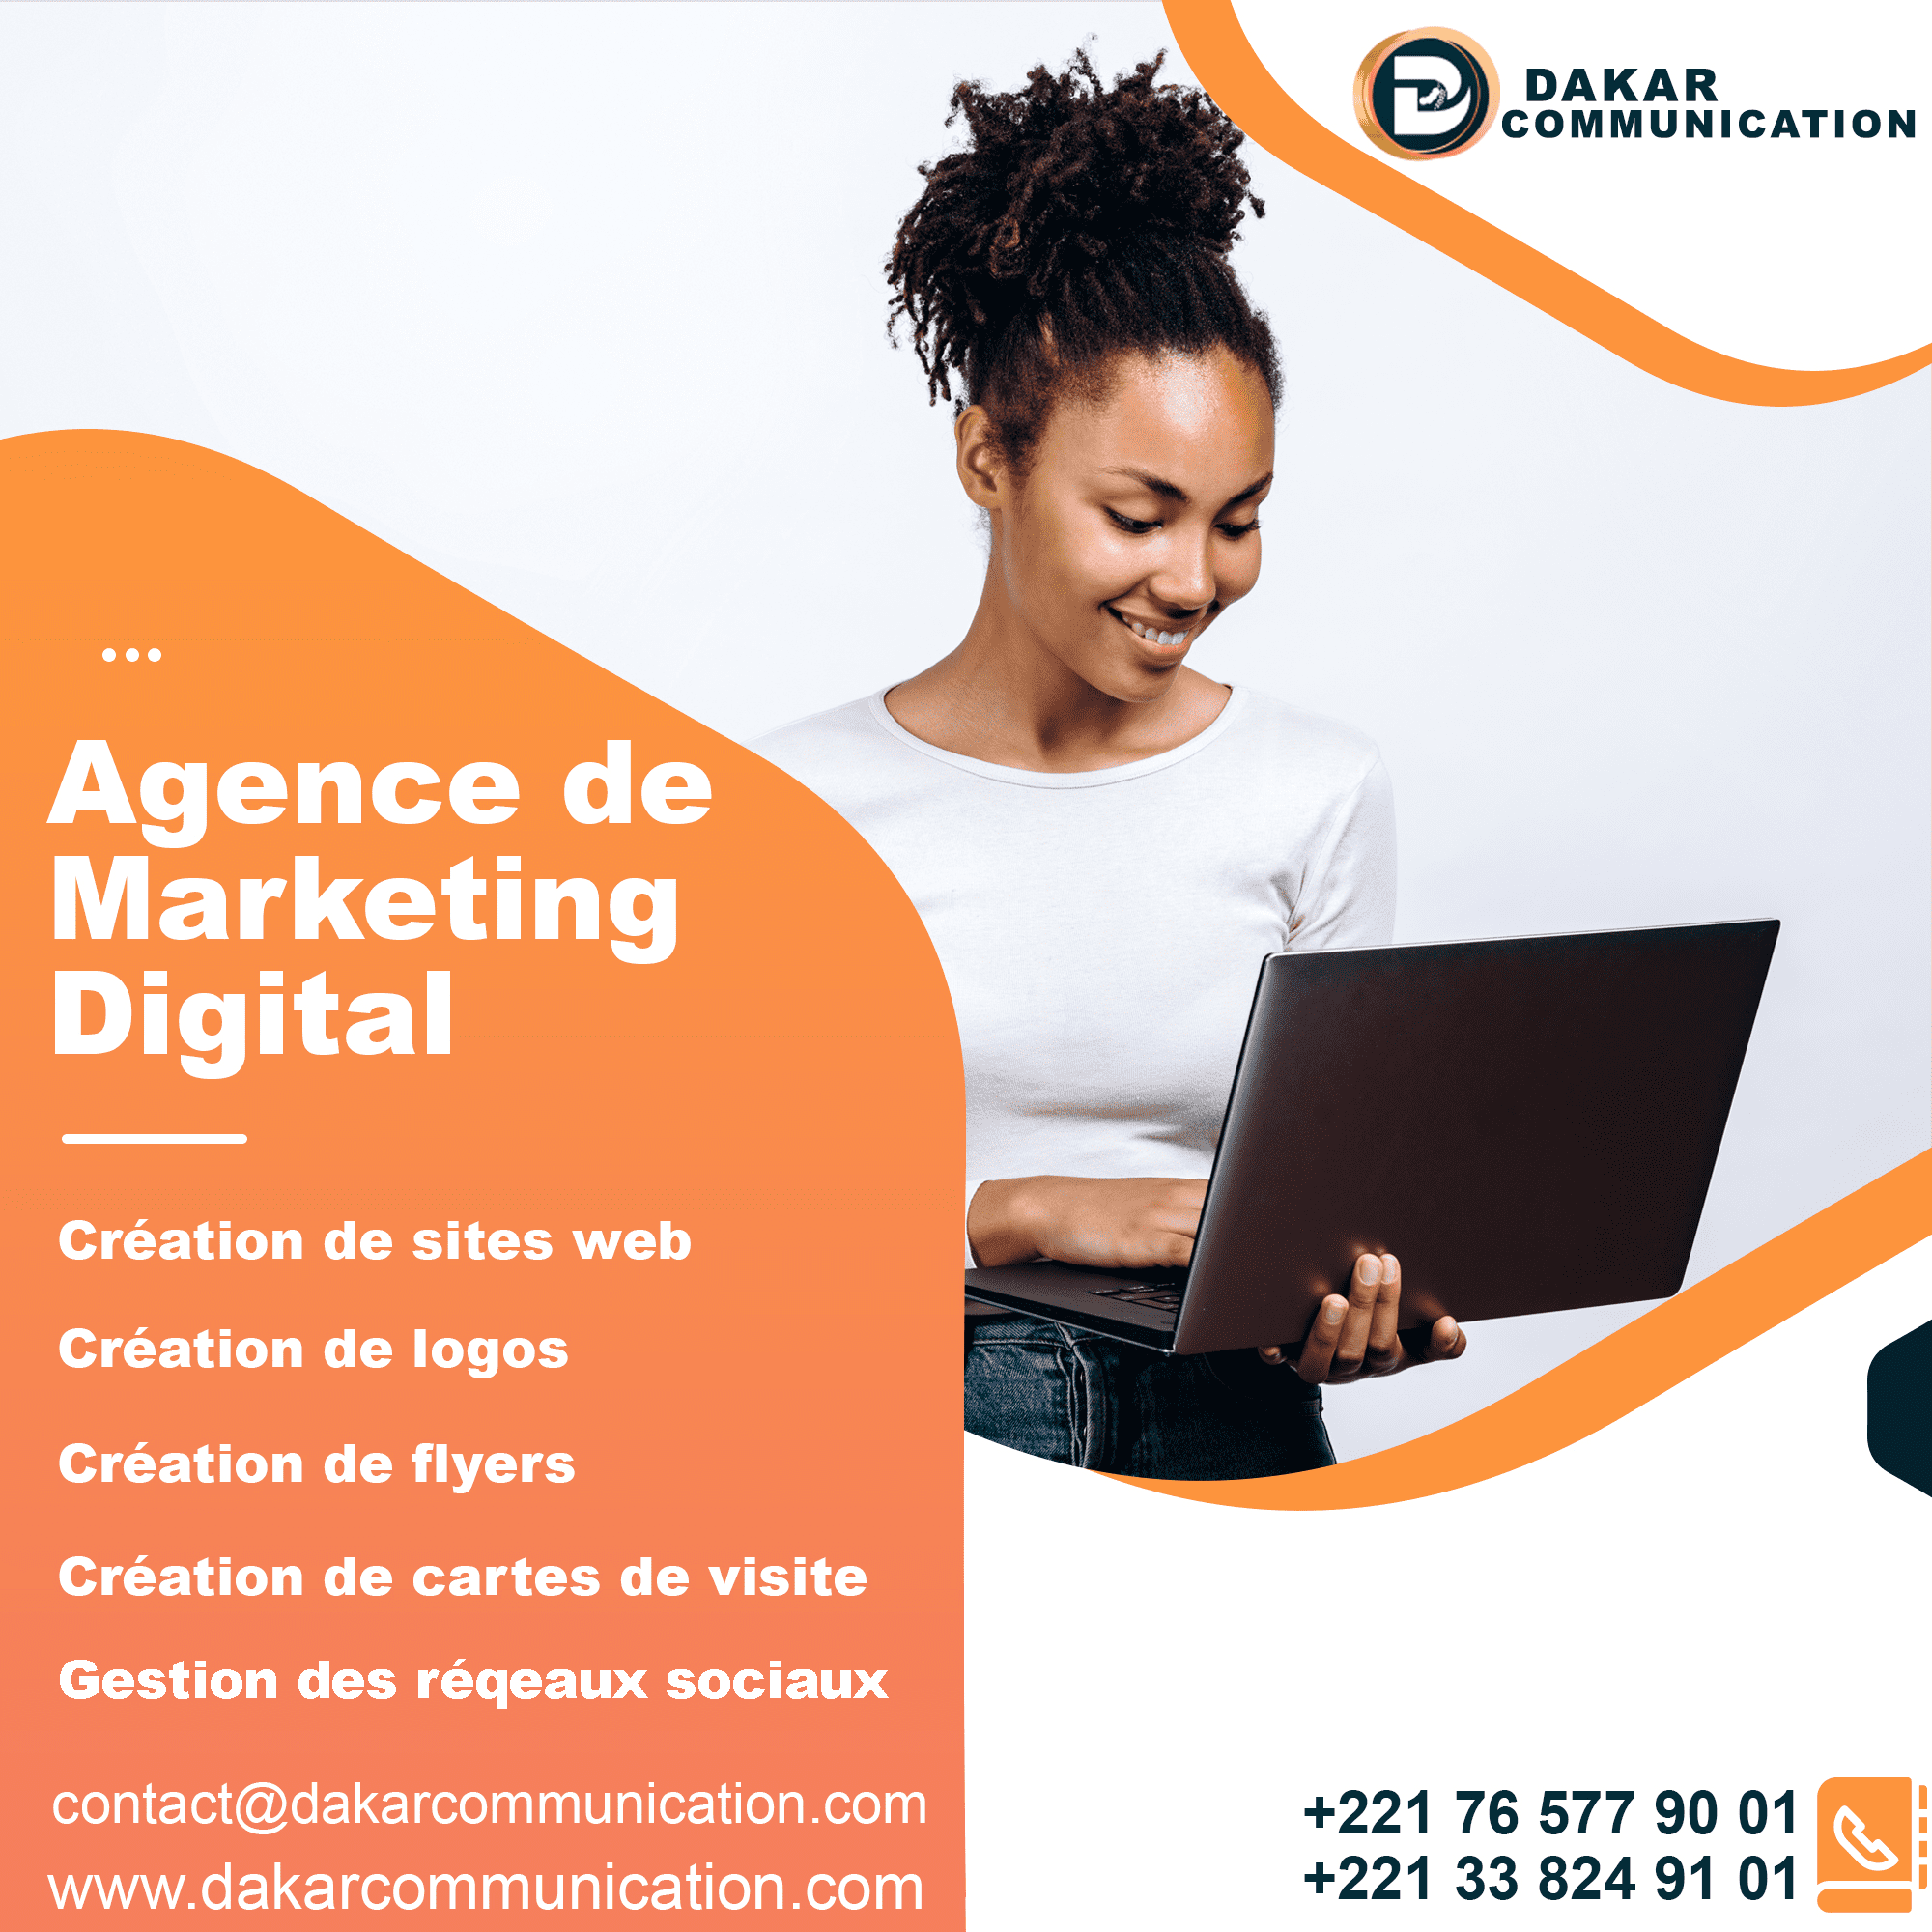 DAKAR
COMMUNICATION
Agence de
Marketing
Digital
Création de sites web
Création de logos
Création de flyers
Création de cartes de visite
Gestion des réqeaux sociaux
contact@dakarcommunication.com
www.dakarcommunication.com
+221 76 577 90 01
+221 33 824 91 01